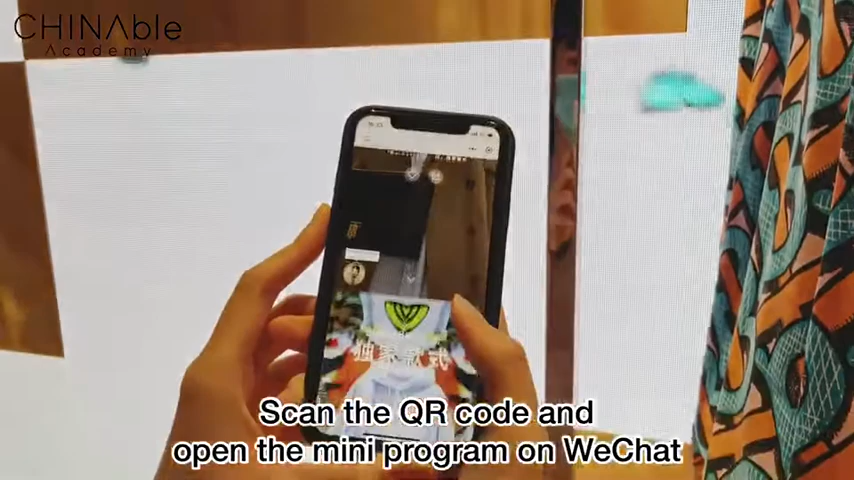 CHINAble
Academy
独家款式
Scan the QR code and
open the mini program on WeChat